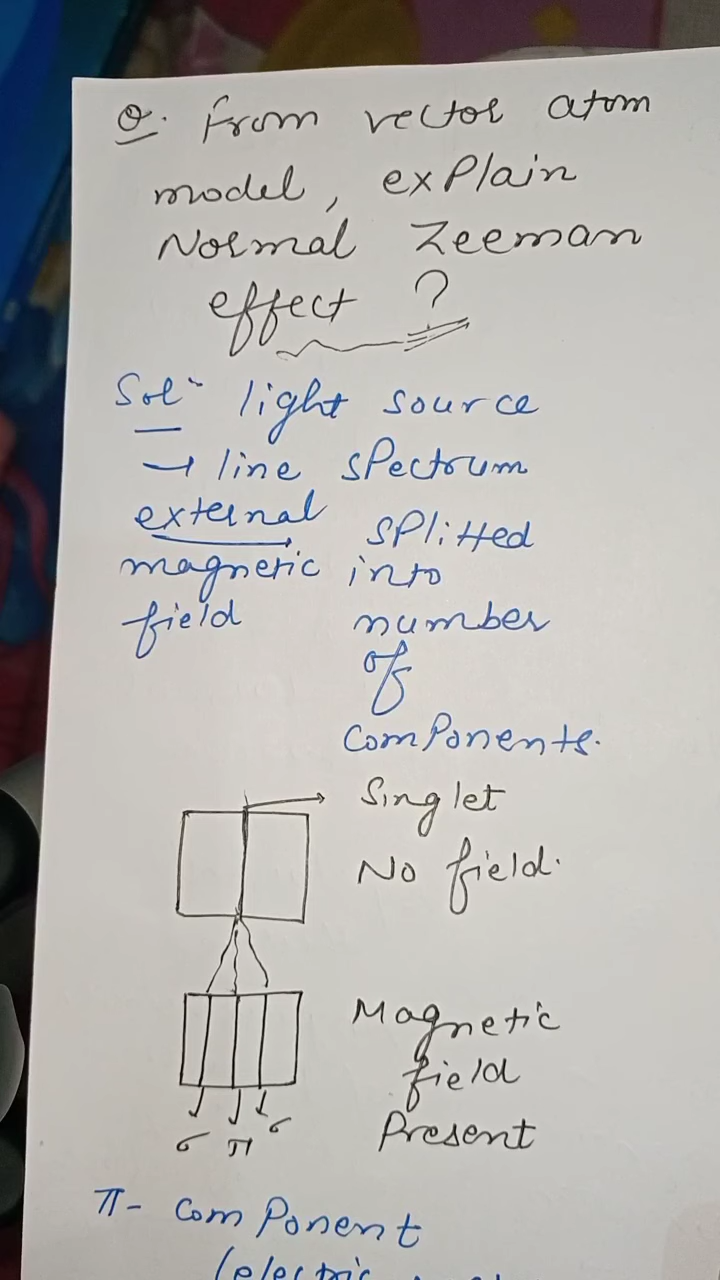 Q. From vector atom
model, explain
Normal Zeeman
effect ?
Sol- light source
→ line spectrum
external splitted
magnetic into
field number
of
components.
Singlet
No field.
Magnetic
field
Present
σ π σ
π- component
(electric